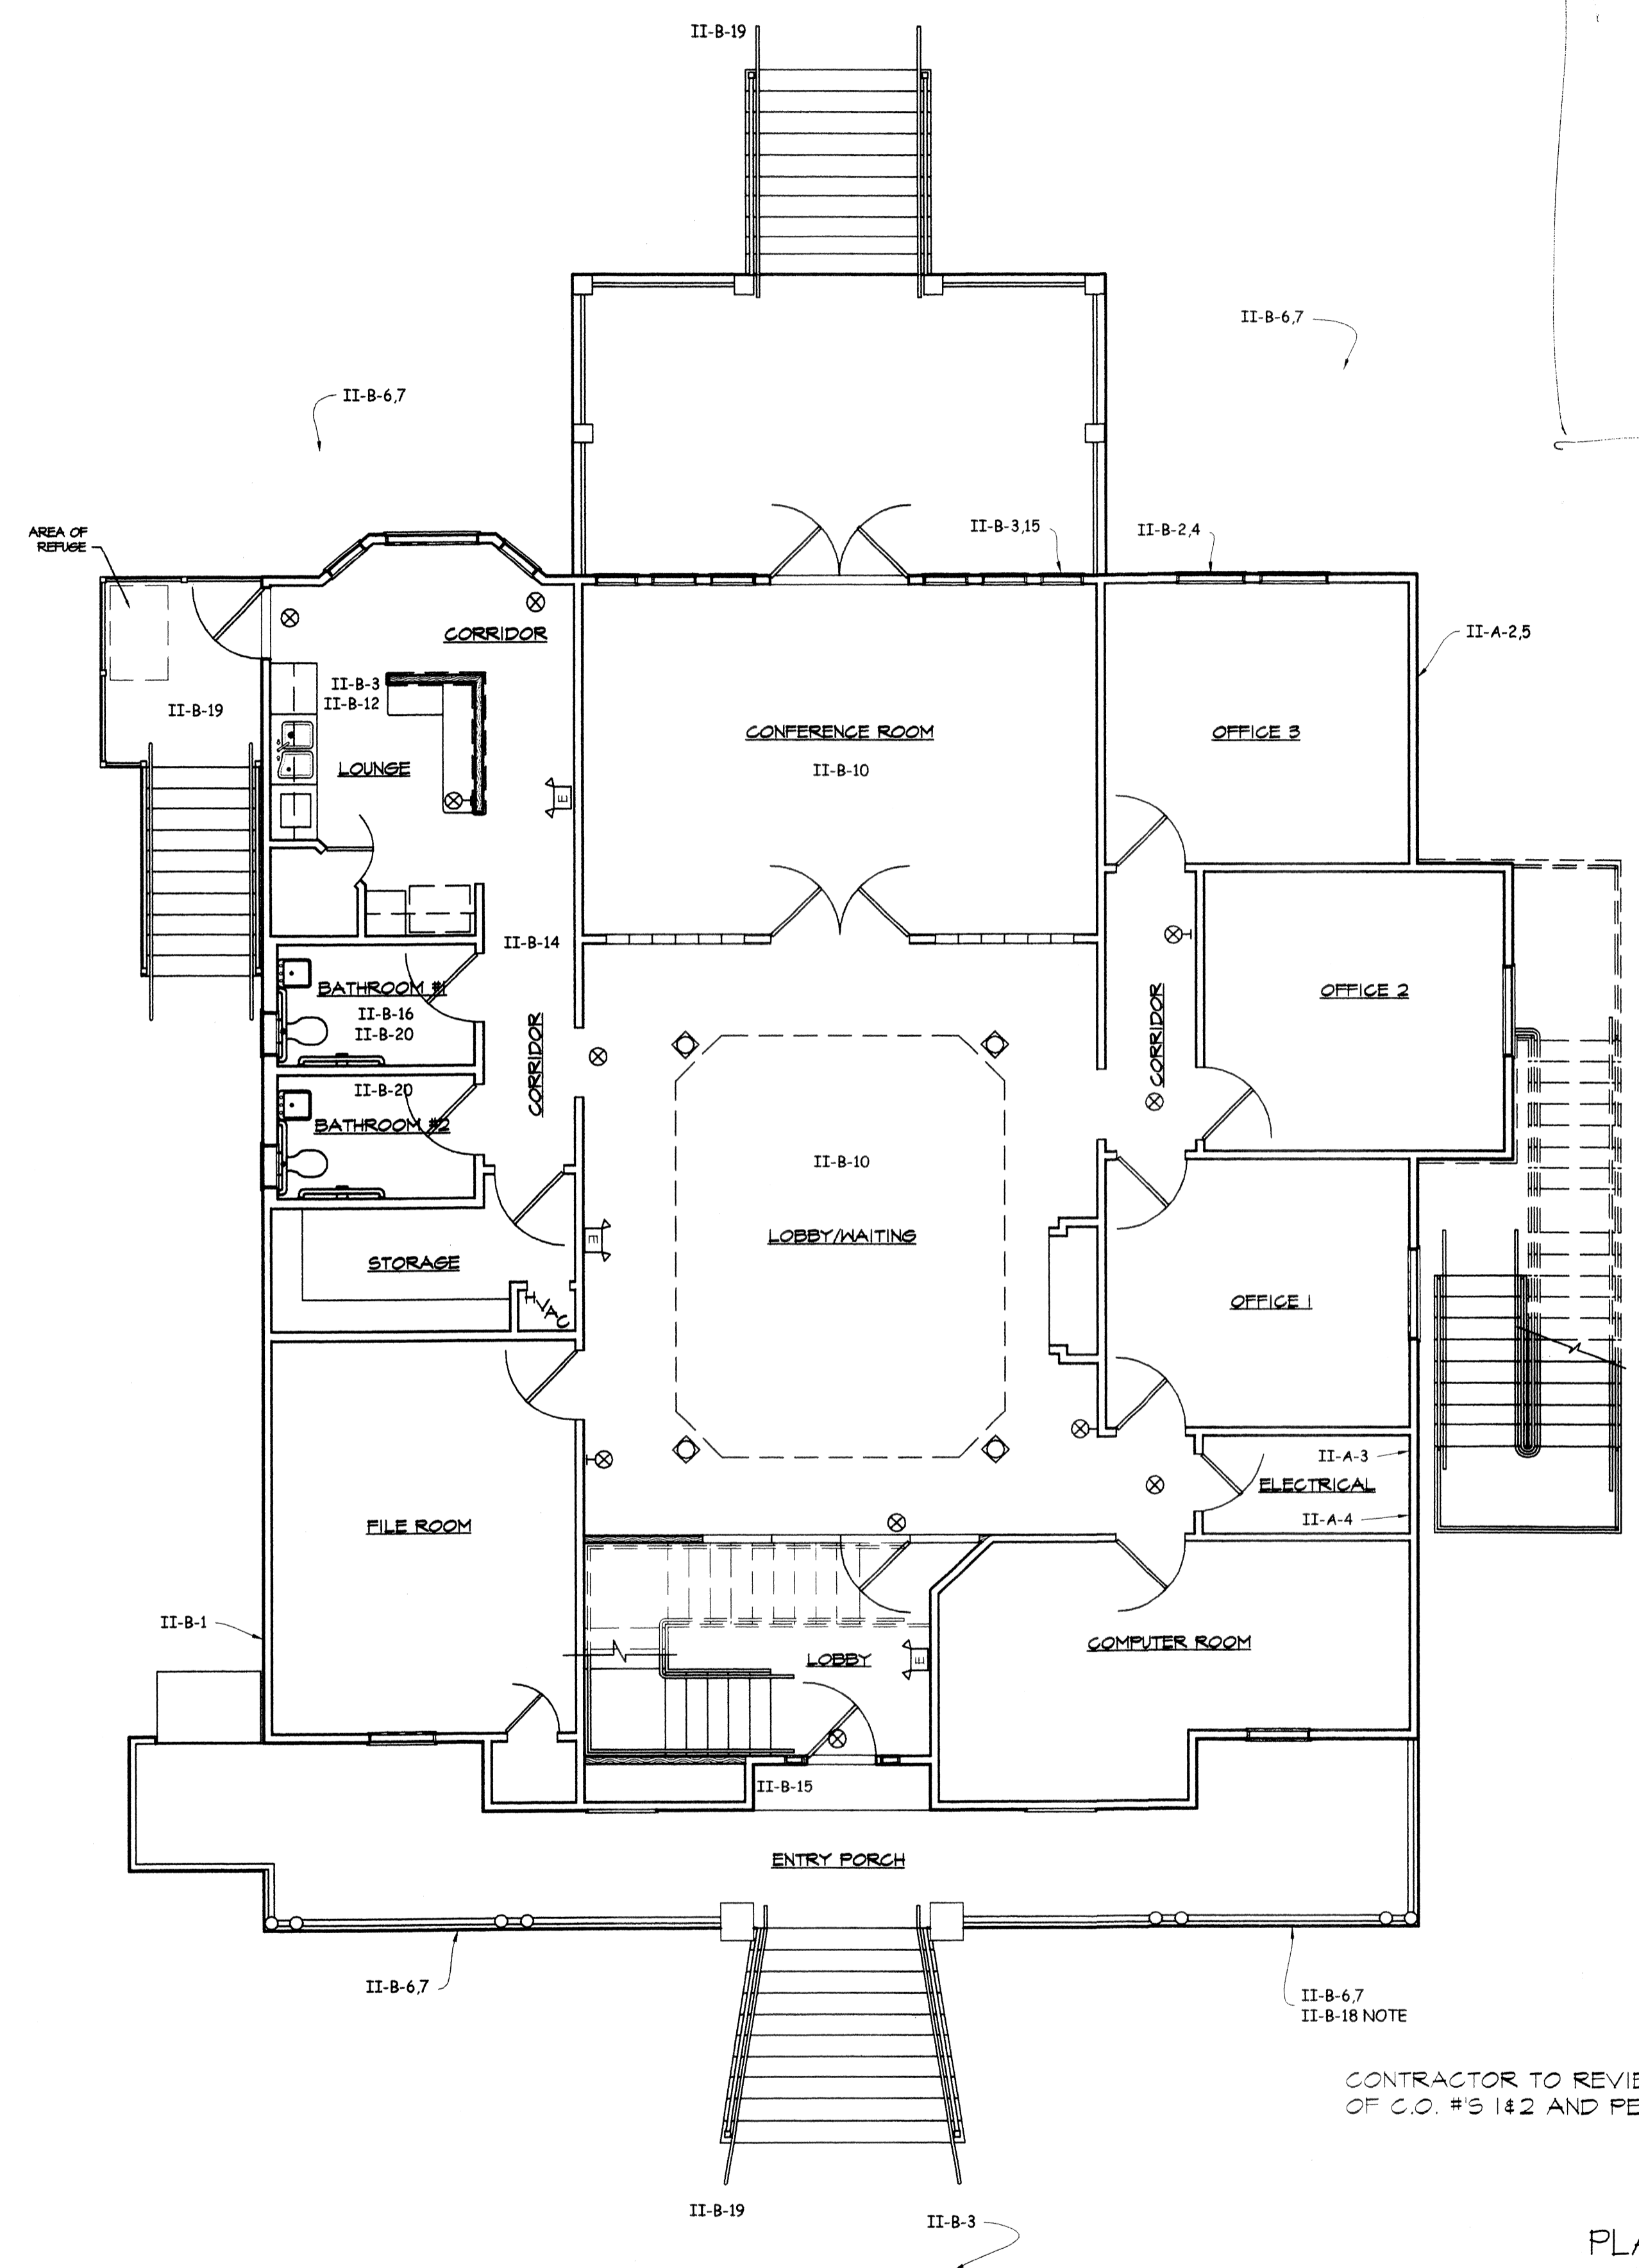 II-B-19
II-B-6,7
II-B-6,7
AREA OF
REFUGE
II-B-3,15
II-B-2,4
CORRIDOR
II-A-2,5
II-B-3
II-B-12
II-B-19
CONFERENCE ROOM
OFFICE 3
LOUNGE
II-B-10
E
II-B-14
BATHROOM #1
II-B-16
II-B-20
OFFICE 2
CORRIDOR
CORRIDOR
II-B-20
BATHROOM #2
II-B-10
LOBBY/WAITING
E
STORAGE
HVAC
OFFICE 1
II-A-3
ELECTRICAL
II-A-4
FILE ROOM
II-B-1
LOBBY
E
COMPUTER ROOM
II-B-15
ENTRY PORCH
II-B-6,7
II-B-6,7
II-B-18 NOTE
CONTRACTOR TO REVIE
OF C.O. #'S 1&2 AND PE
II-B-19
II-B-3
PLA